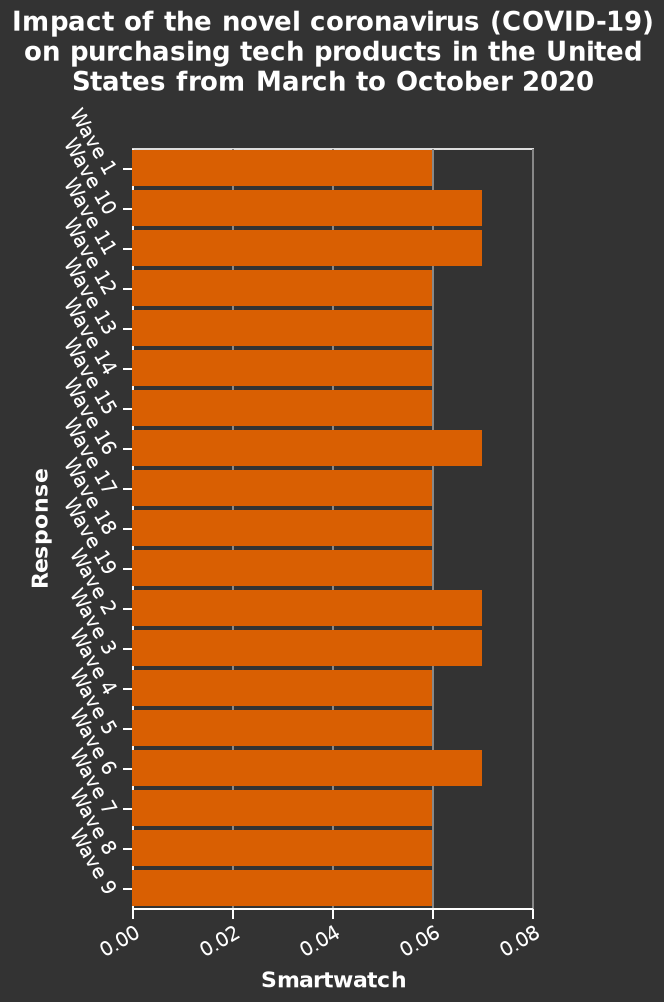 Impact of the novel coronavirus (COVID-19)
on purchasing tech products in the United
States from March to October 2020
Response
Wave 1
Wave 10
Wave 11
Wave 12
Wave 13
Wave 14
Wave 15
Wave 16
Wave 17
Wave 18
Wave 19
Wave 2
Wave 3
Wave 4
Wave 5
Wave 6
Wave 7
Wave 8
Wave 9
0.00 0.02 0.04 0.06 0.08
Smartwatch